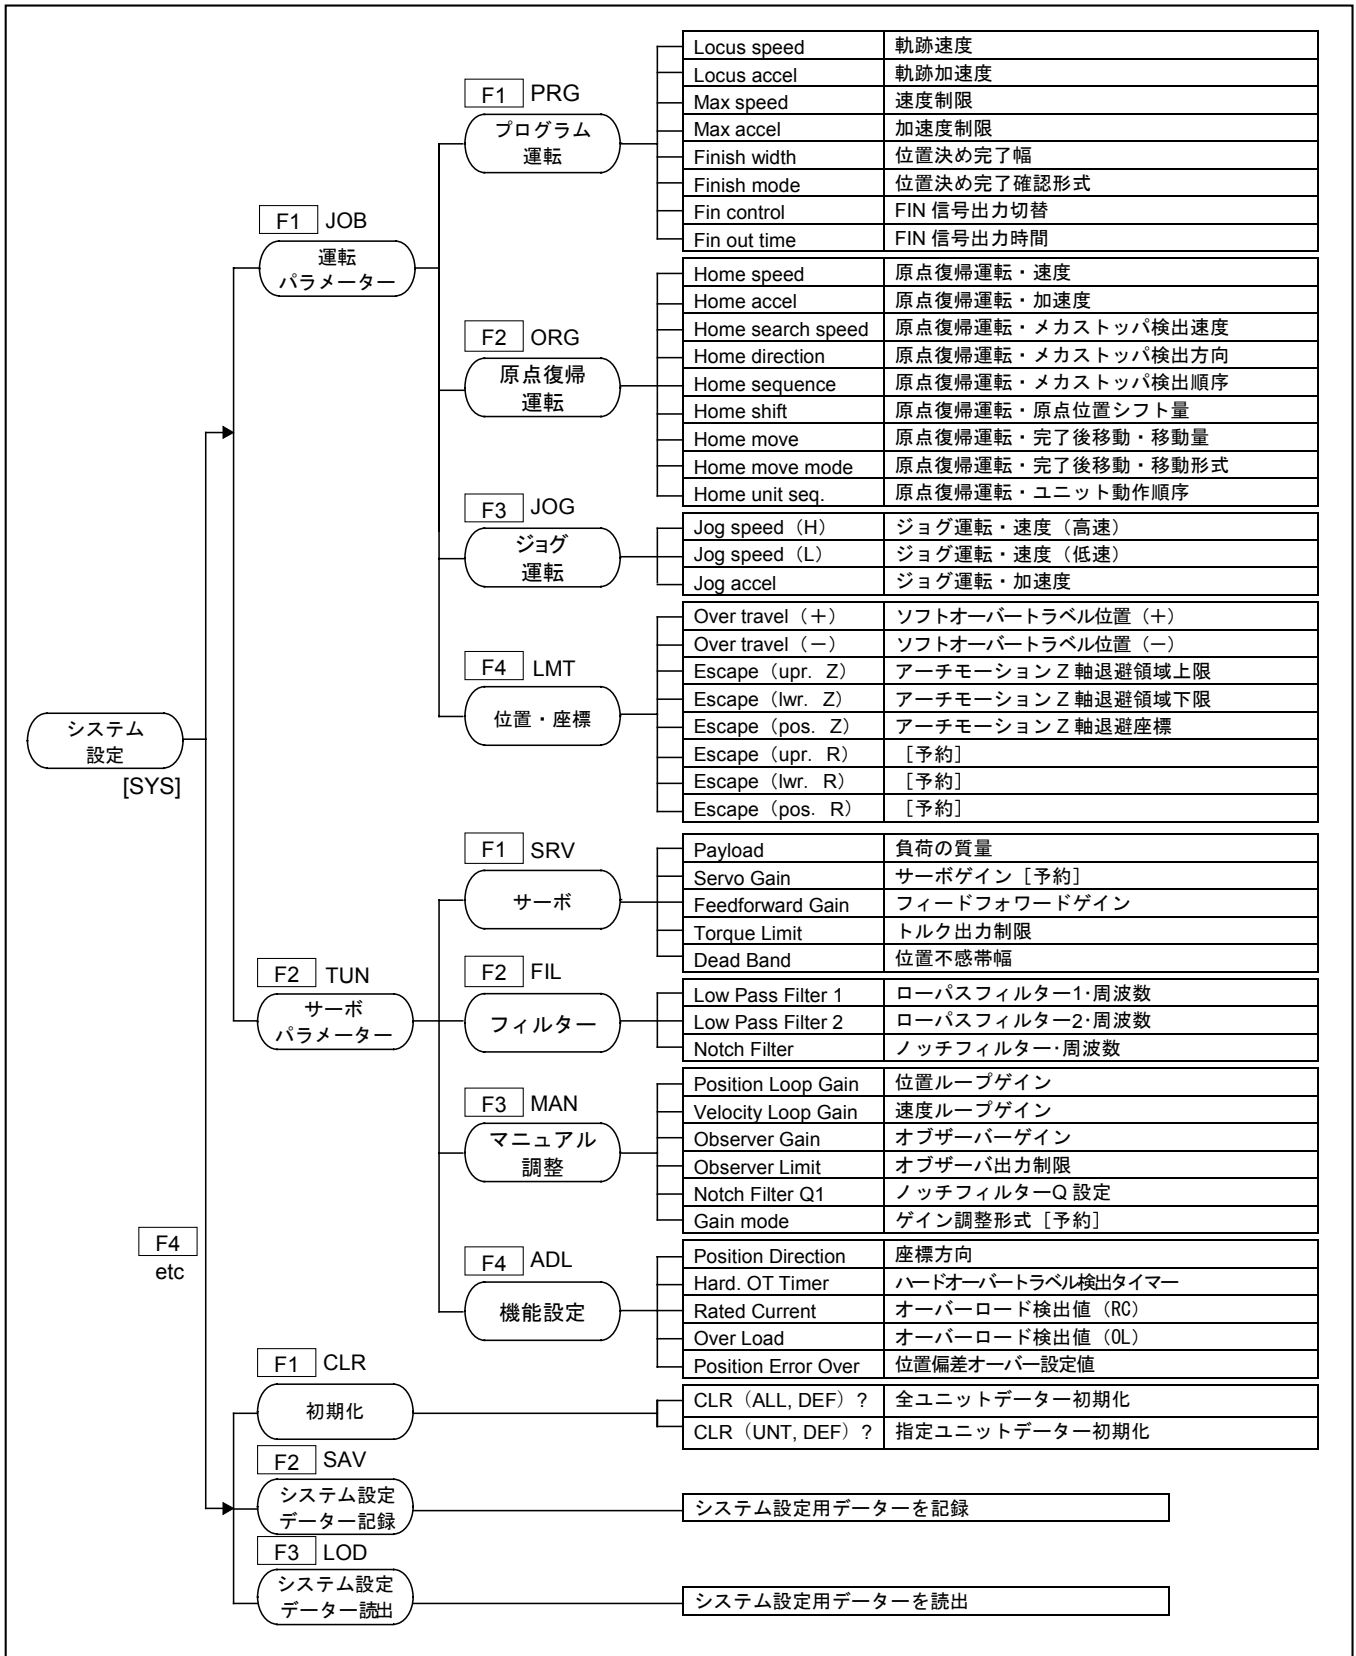 F1 PRG
プログラム
運転
Locus speed 軌跡速度
Locus accel 軌跡加速度
Max speed 速度制限
Max accel 加速度制限
Finish width 位置決め完了幅
Finish mode 位置決め完了確認形式
Fin control FIN 信号出力切替
Fin out time FIN 信号出力時間
F1 JOB
運転
パラメーター
F2 ORG
原点復帰
運転
Home speed 原点復帰運転・速度
Home accel 原点復帰運転・加速度
Home search speed 原点復帰運転・メカストッパ検出速度
Home direction 原点復帰運転・メカストッパ検出方向
Home sequence 原点復帰運転・メカストッパ検出順序
Home shift 原点復帰運転・原点位置シフト量
Home move 原点復帰運転・完了後移動・移動量
Home move mode 原点復帰運転・完了後移動・移動形式
Home unit seq. 原点復帰運転・ユニット動作順序
F3 JOG
ジョグ
運転
Jog speed（H） ジョグ運転・速度（高速）
Jog speed（L） ジョグ運転・速度（低速）
Jog accel ジョグ運転・加速度
F4 LMT
位置・座標
Over travel（＋） ソフトオーバートラベル位置（＋）
Over travel（－） ソフトオーバートラベル位置（－）
Escape（upr. Z） アーチモーション Z 軸退避領域上限
Escape（lwr. Z） アーチモーション Z 軸退避領域下限
Escape（pos. Z） アーチモーション Z 軸退避座標
Escape（upr. R） ［予約］
Escape（lwr. R） ［予約］
Escape（pos. R） ［予約］
システム
設定
[SYS]
F1 SRV
サーボ
Payload 負荷の質量
Servo Gain サーボゲイン［予約］
Feedforward Gain フィードフォワードゲイン
Torque Limit トルク出力制限
Dead Band 位置不感帯幅
F2 TUN
サーボ
パラメーター
F2 FIL
フィルター
Low Pass Filter 1 ローパスフィルター1･周波数
Low Pass Filter 2 ローパスフィルター2･周波数
Notch Filter ノッチフィルター･周波数
F3 MAN
マニュアル
調整
Position Loop Gain 位置ループゲイン
Velocity Loop Gain 速度ループゲイン
Observer Gain オブザーバーゲイン
Observer Limit オブザーバ出力制限
Notch Filter Q1 ノッチフィルターQ 設定
Gain mode ゲイン調整形式［予約］
F4 ADL
機能設定
Position Direction 座標方向
Hard. OT Timer ハードオーバートラベル検出タイマー
Rated Current オーバーロード検出値（RC）
Over Load オーバーロード検出値（OL）
Position Error Over 位置偏差オーバー設定値
F4
etc
F1 CLR
初期化
CLR（ALL, DEF）? 全ユニットデーター初期化
CLR（UNT, DEF）? 指定ユニットデーター初期化
F2 SAV
システム設定
データー記録
システム設定用データーを記録
F3 LOD
システム設定
データー読出
システム設定用データーを読出